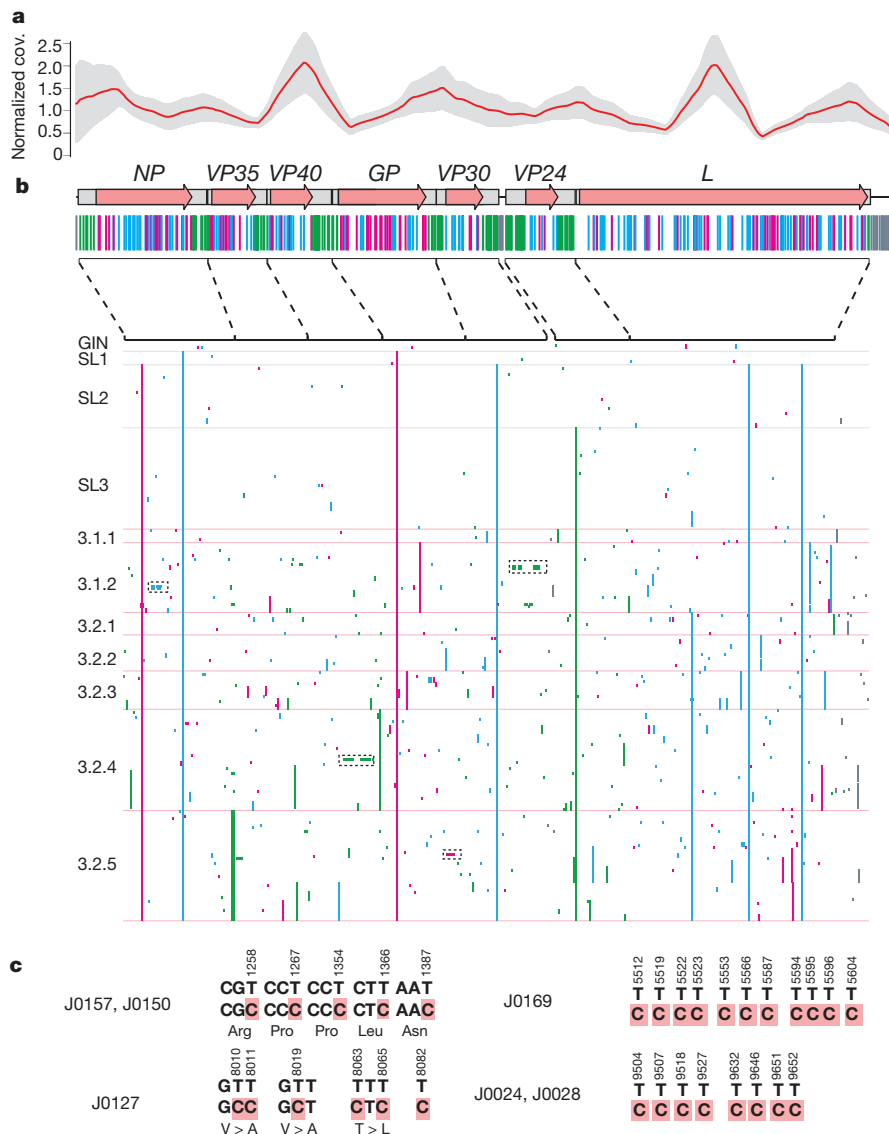 a
Normalized cov.
2.5
2.0
1.5
1.0
0.5
0
b
NP VP35 VP40 GP VP30 VP24 L
GIN
SL1
SL2
SL3
3.1.1
3.1.2
3.2.1
3.2.2
3.2.3
3.2.4
3.2.5
c
J0157, J0150
1258 1267 1354 1366 1387
CGT CCT CCT CTT AAT
CGC CCC CCC CTC AAC
Arg Pro Pro Leu Asn
J0169
5512 5519 5522 5523 5553 5566 5587 5594 5595 5596 5604
T T T T T T T T T T T
C C C C C C C C C C C
J0127
8010 8011 8019 8063 8065 8082
GTT GTT TTT T
GCC GCT CTC C
V > A V > A T > L
J0024, J0028
9504 9507 9518 9527 9632 9646 9651 9652
T T T T T T T T
C C C C C C C C